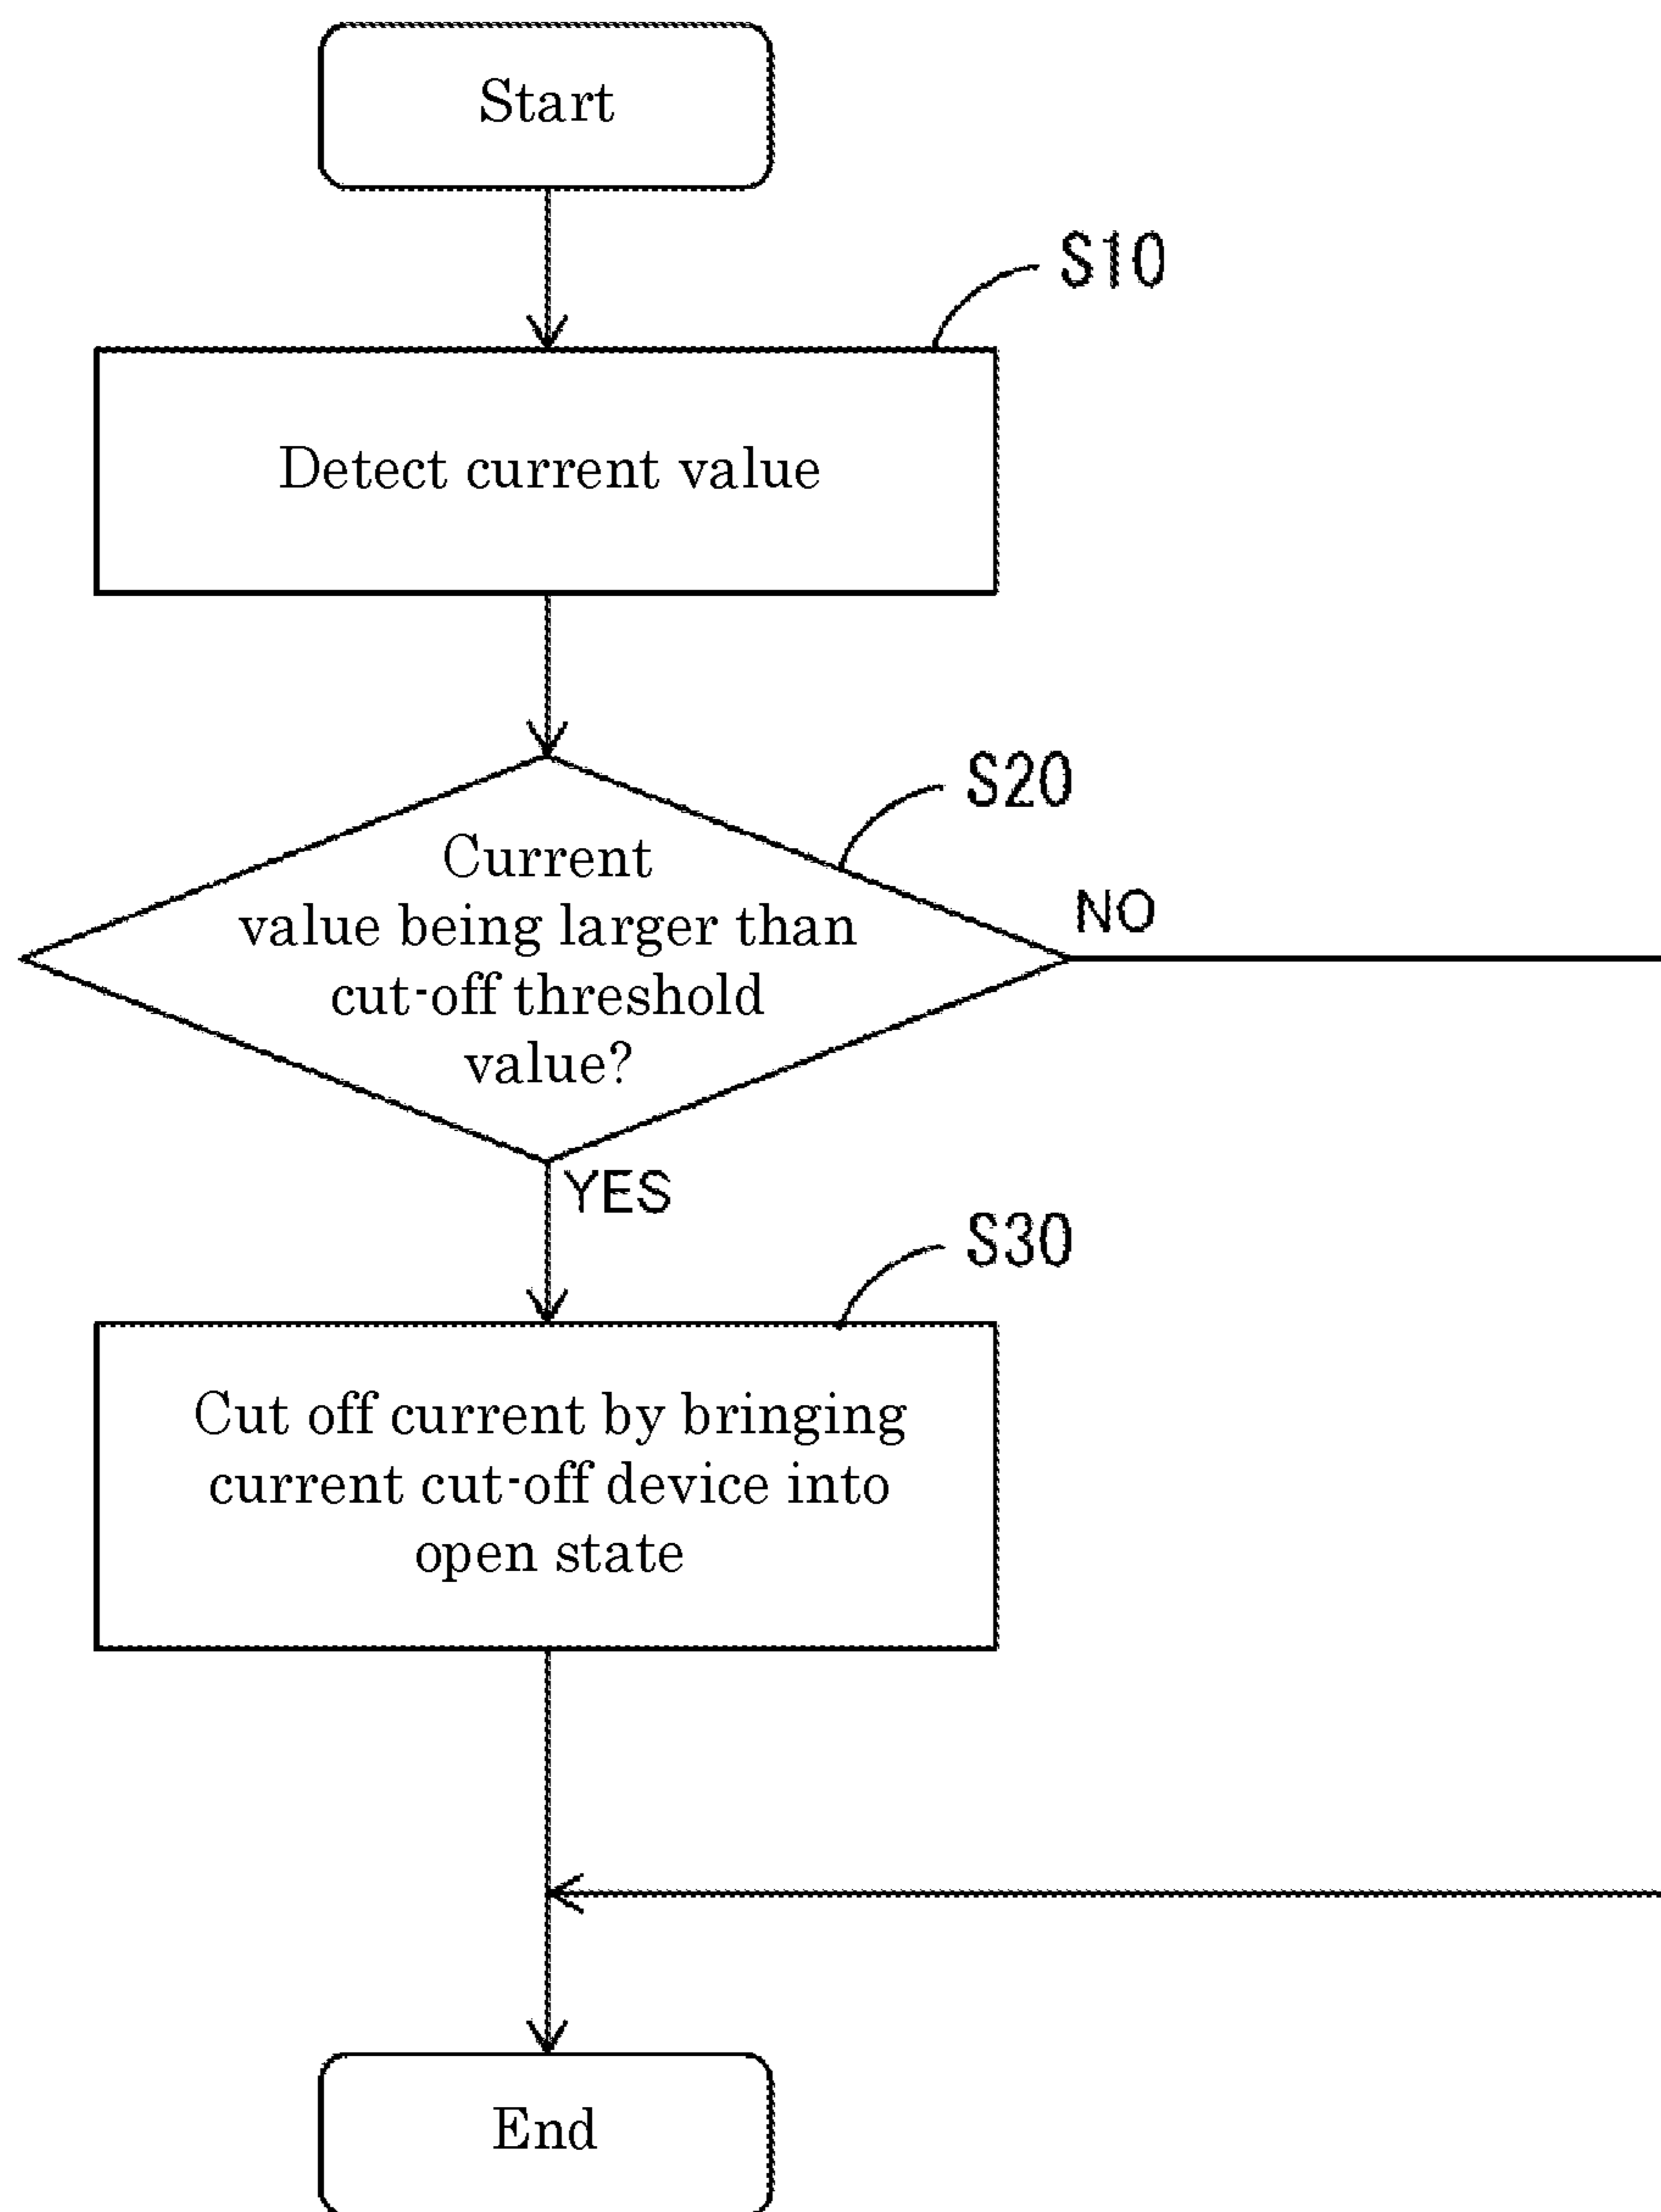 Start
S10
Detect current value
S20
Current
value being larger than
cut-off threshold
value?
NO
YES
S30
Cut off current by bringing
current cut-off device into
open state
End